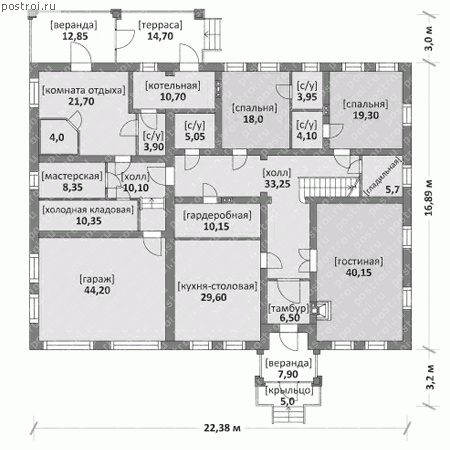 postroi.ru
[веранда]
12,85
[терраса]
14,70
3,0 м
[комната отдыха]
21,70
[котельная]
10,70
[спальня]
18,0
[с/у]
3,95
[спальня]
19,30
4,0
[с/у]
3,90
[с/у]
5,05
[с/у]
4,10
[мастерская]
8,35
[холл]
10,10
[холл]
33,25
[гладильная]
5,7
16,89 м
[холодная кладовая]
10,35
[гардеробная]
10,15
[гараж]
44,20
[кухня-столовая]
29,60
[гостиная]
40,15
[тамбур]
6,50
[веранда]
7,90
[крыльцо]
5,0
3,2 м
22,38 м